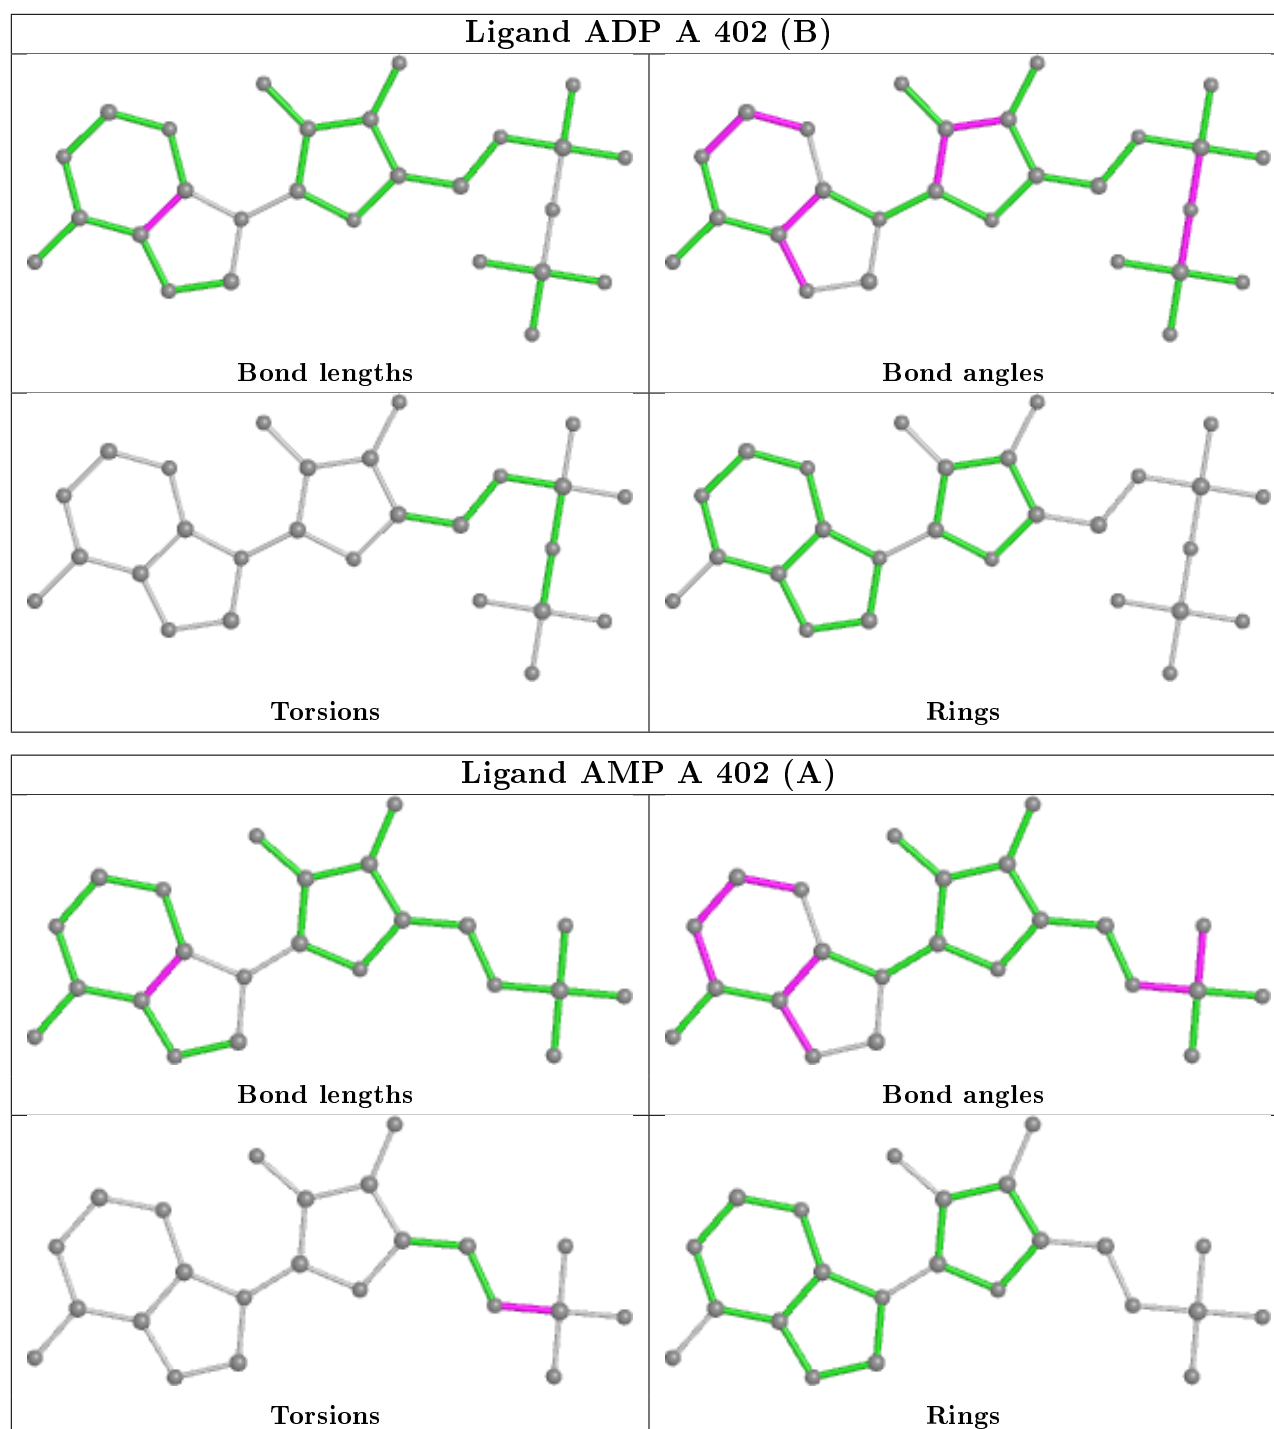 Ligand ADP A 402 (B)
Bond lengths
Bond angles
Torsions
Rings
Ligand AMP A 402 (A)
Bond lengths
Bond angles
Torsions
Rings